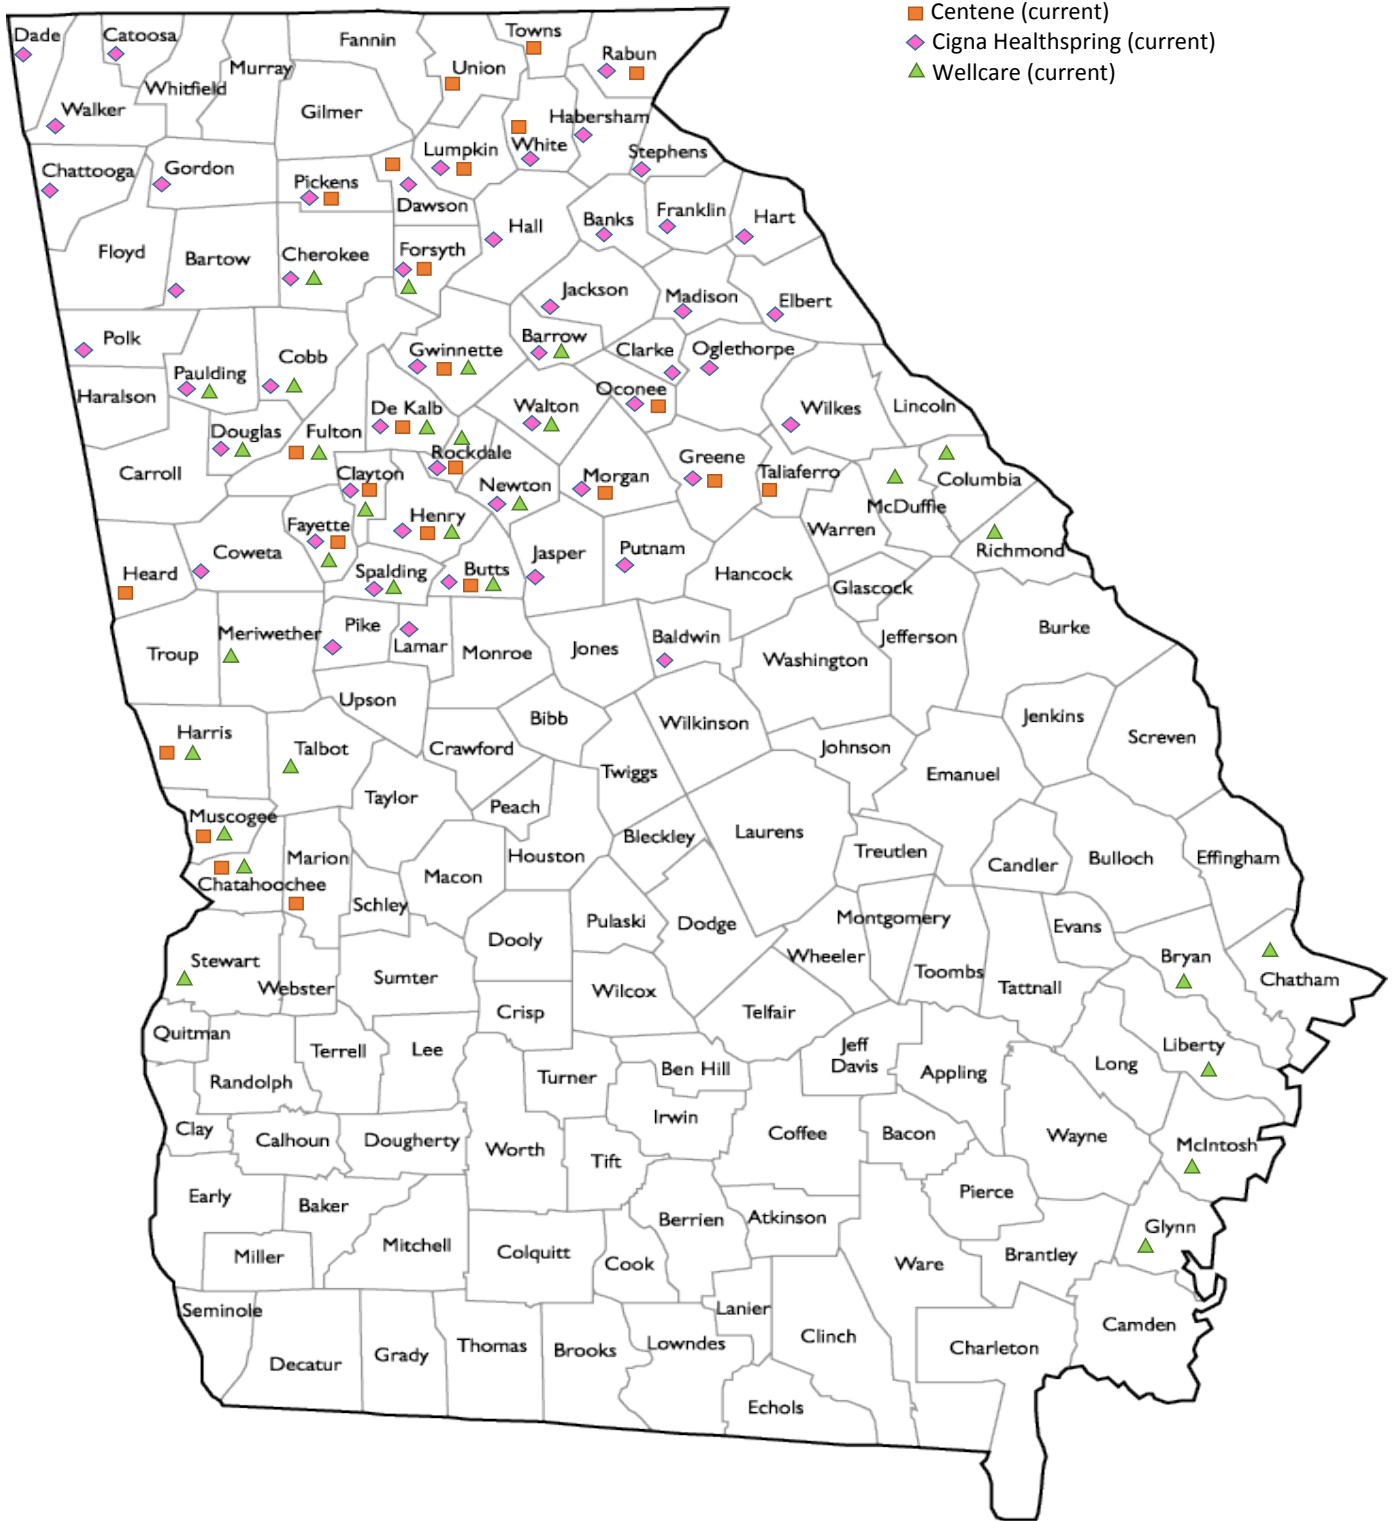 Centene (current)
Cigna Healthspring (current)
Wellcare (current)
Dade
Catoosa
Fannin
Towns
Rabun
Murray
Union
Whitfield
Walker
Gilmer
Habersham
White
Lumpkin
Stephens
Chattooga
Gordon
Pickens
Dawson
Franklin
Hart
Banks
Hall
Floyd
Bartow
Cherokee
Forsyth
Jackson
Madison
Elbert
Polk
Cobb
Gwinnette
Barrow
Clarke
Oglethorpe
Paulding
Haralson
Oconee
De Kalb
Walton
Wilkes
Lincoln
Douglas
Fulton
Rockdale
Carroll
Clayton
Newton
Morgan
Greene
Taliaferro
Columbia
McDuffie
Fayette
Henry
Warren
Coweta
Jasper
Putnam
Richmond
Heard
Spalding
Butts
Hancock
Glascock
Meriwether
Pike
Lamar
Troup
Monroe
Jones
Baldwin
Washington
Jefferson
Burke
Upson
Bibb
Wilkinson
Jenkins
Harris
Talbot
Crawford
Johnson
Screven
Twiggs
Emanuel
Taylor
Peach
Muscogee
Bleckley
Laurens
Marion
Houston
Treutlen
Candler
Bulloch
Effingham
Chatahoochee
Macon
Schley
Pulaski
Dodge
Montgomery
Evans
Dooly
Stewart
Webster
Sumter
Wheeler
Toombs
Tattnall
Bryan
Chatham
Crisp
Wilcox
Telfair
Quitman
Terrell
Lee
Jeff
Davis
Liberty
Long
Randolph
Turner
Ben Hill
Appling
Irwin
Clay
Calhoun
Dougherty
Worth
Tift
Coffee
Bacon
Wayne
McIntosh
Early
Baker
Pierce
Berrien
Atkinson
Glynn
Miller
Mitchell
Colquitt
Cook
Ware
Brantley
Seminole
Lanier
Camden
Decatur
Grady
Thomas
Brooks
Lowndes
Clinch
Charleton
Echols